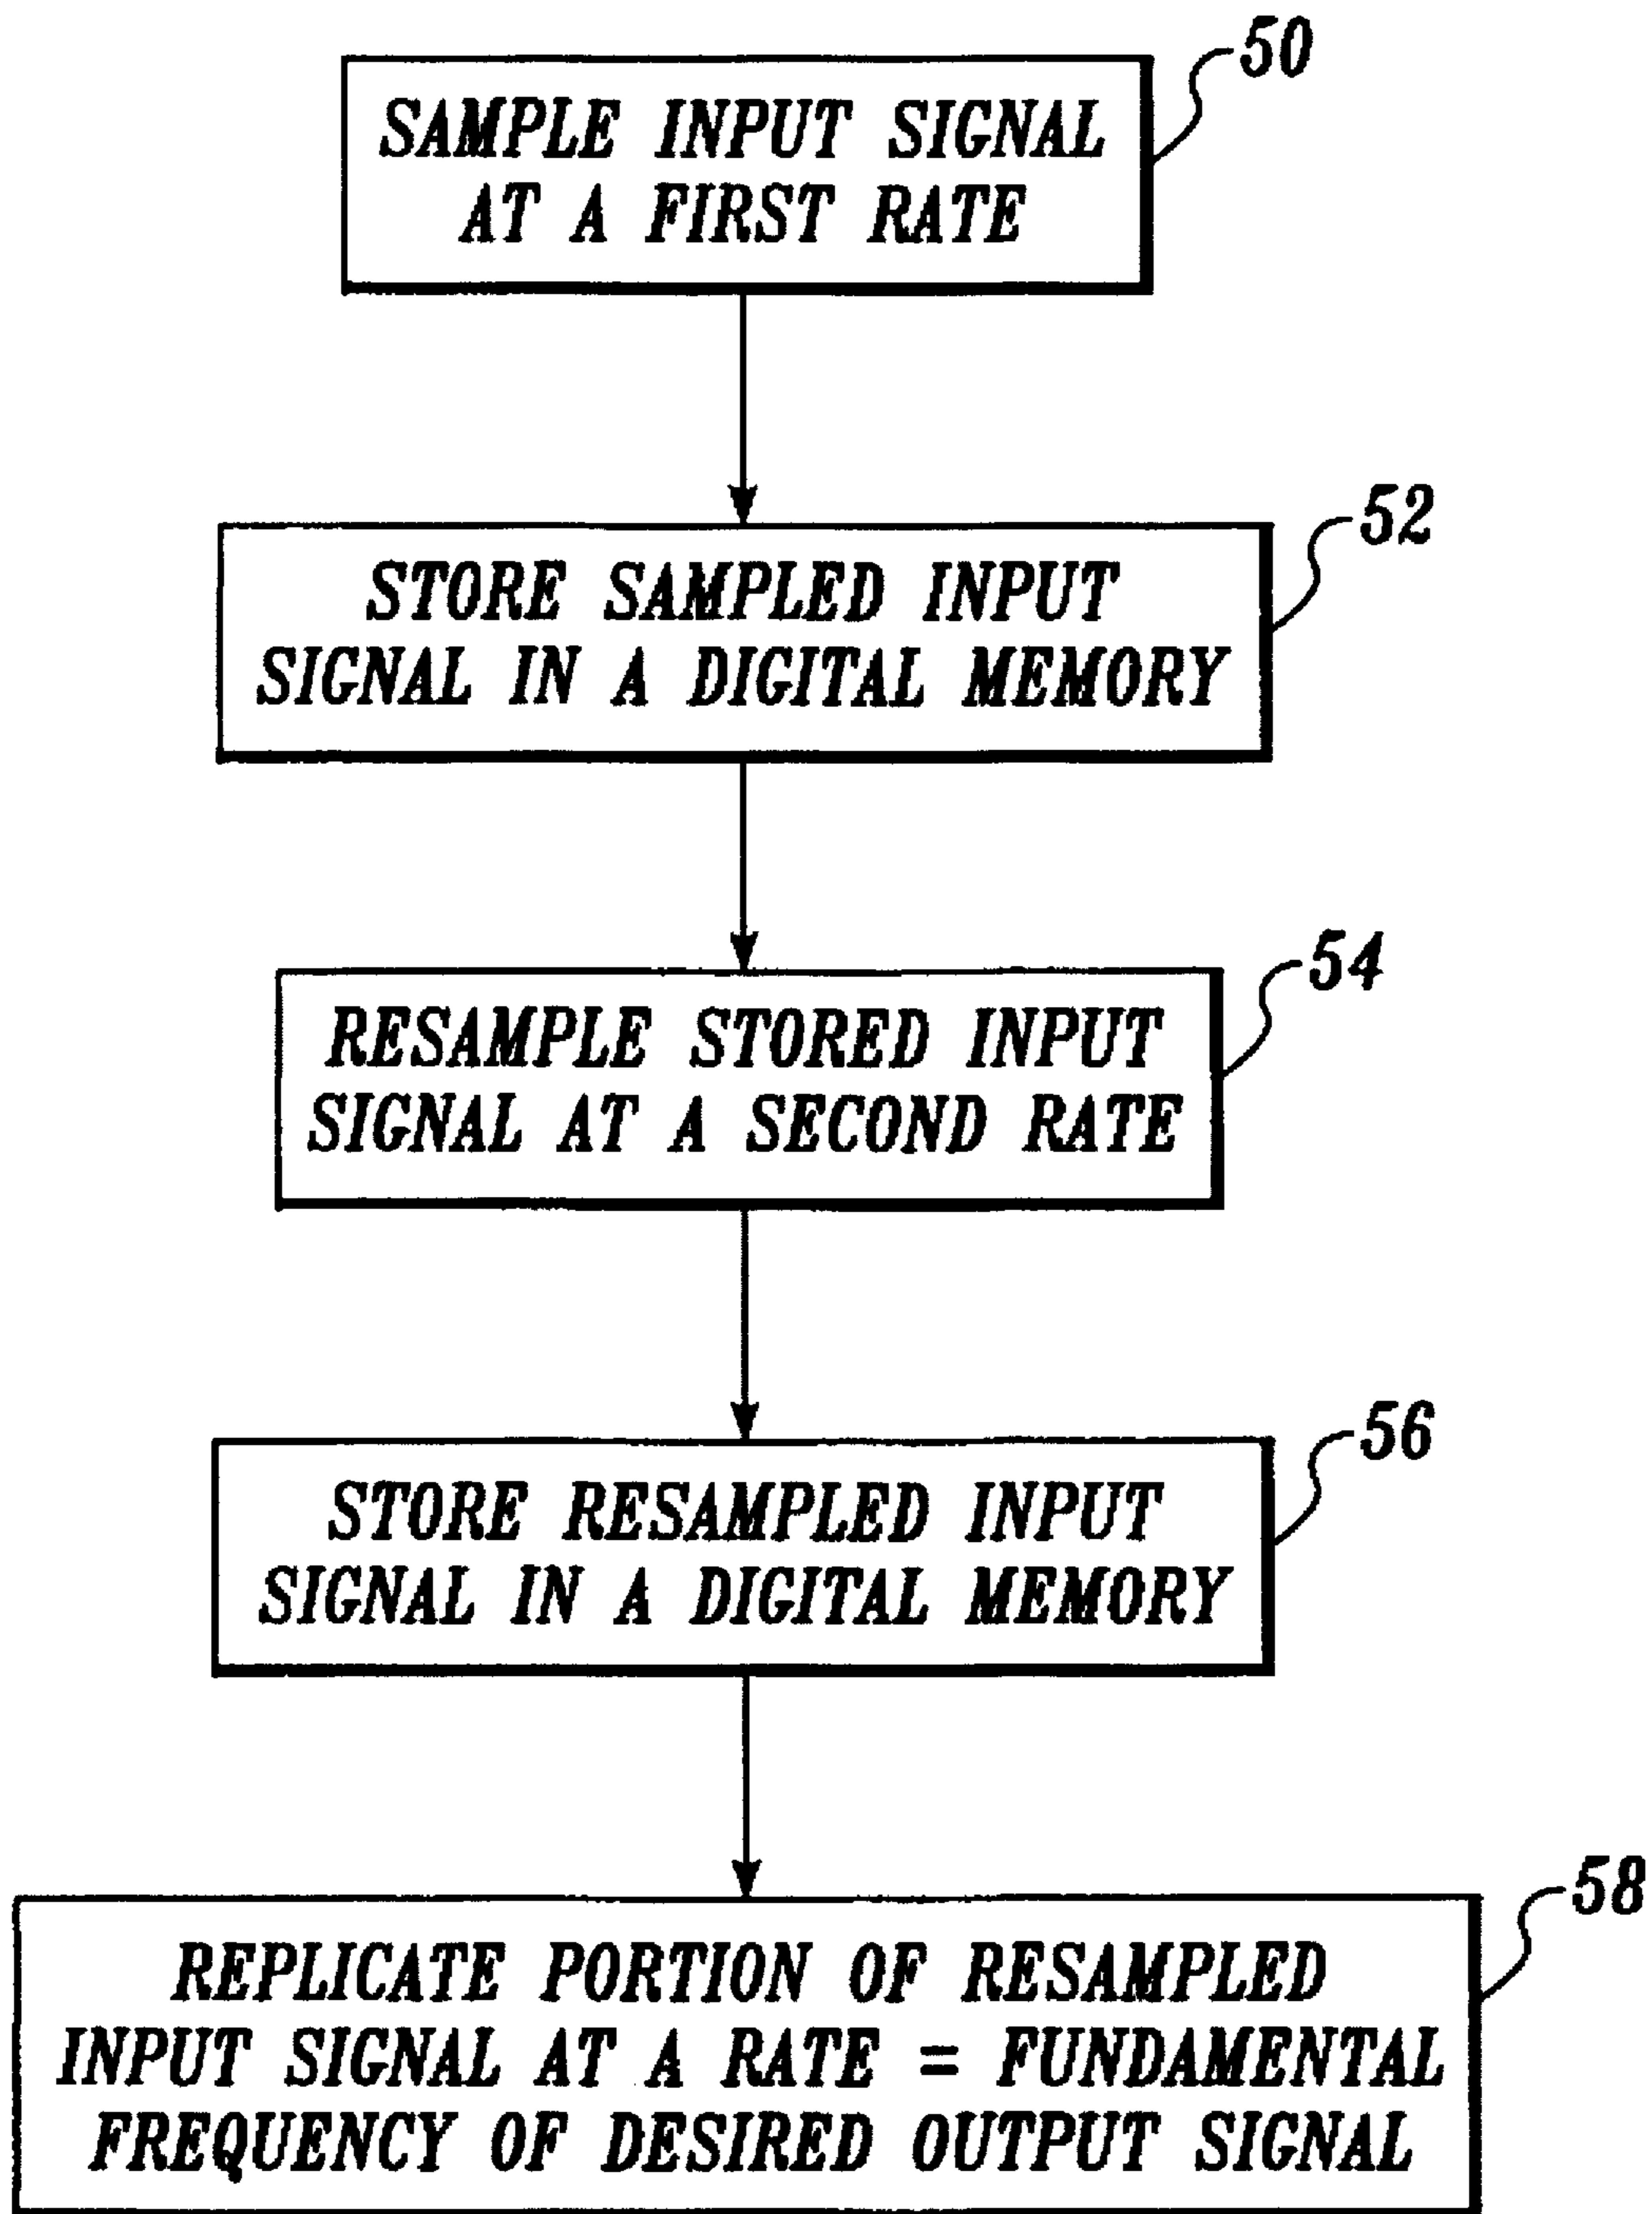 50
SAMPLE INPUT SIGNAL
AT A FIRST RATE
52
STORE SAMPLED INPUT
SIGNAL IN A DIGITAL MEMORY
54
RESAMPLE STORED INPUT
SIGNAL AT A SECOND RATE
56
STORE RESAMPLED INPUT
SIGNAL IN A DIGITAL MEMORY
58
REPLICATE PORTION OF RESAMPLED
INPUT SIGNAL AT A RATE = FUNDAMENTAL
FREQUENCY OF DESIRED OUTPUT SIGNAL